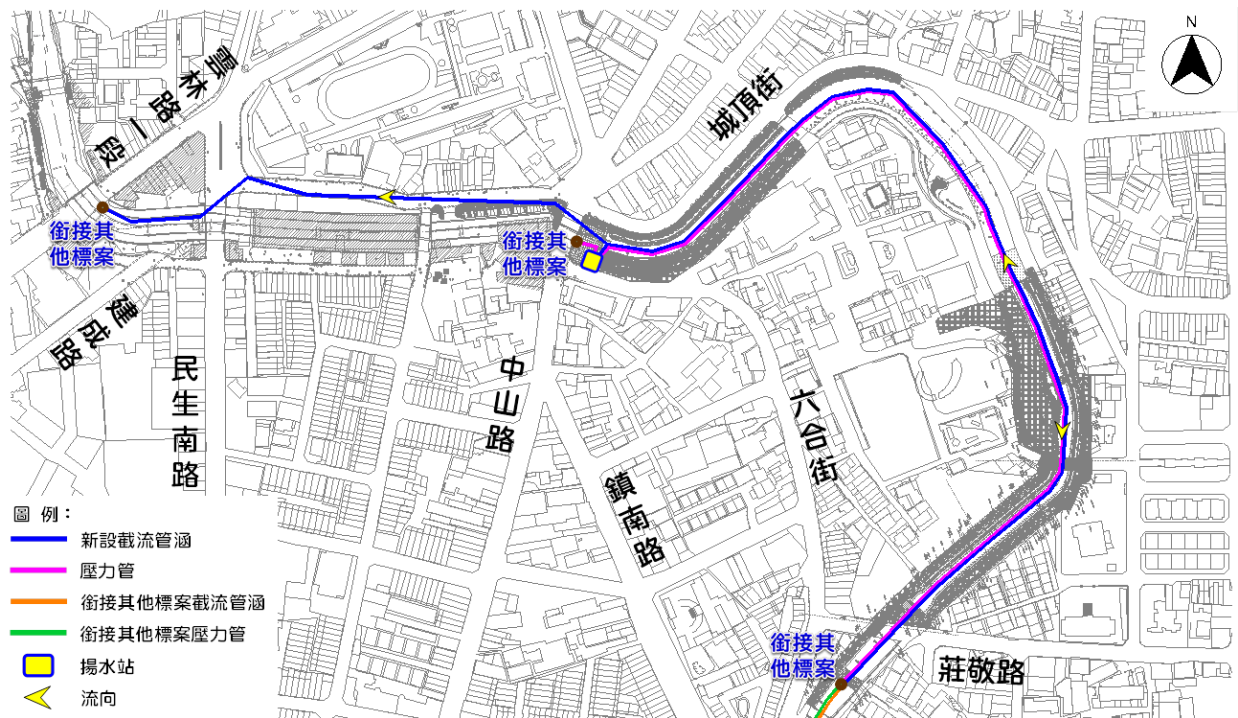 N
雲林路二段
城頂街
銜接其
他標案
銜接其
他標案
建成路
民生南路
中山路
六合街
鎮南路
圖 例：
新設截流管涵
壓力管
銜接其他標案截流管涵
銜接其他標案壓力管
揚水站
流向
銜接其
他標案
莊敬路